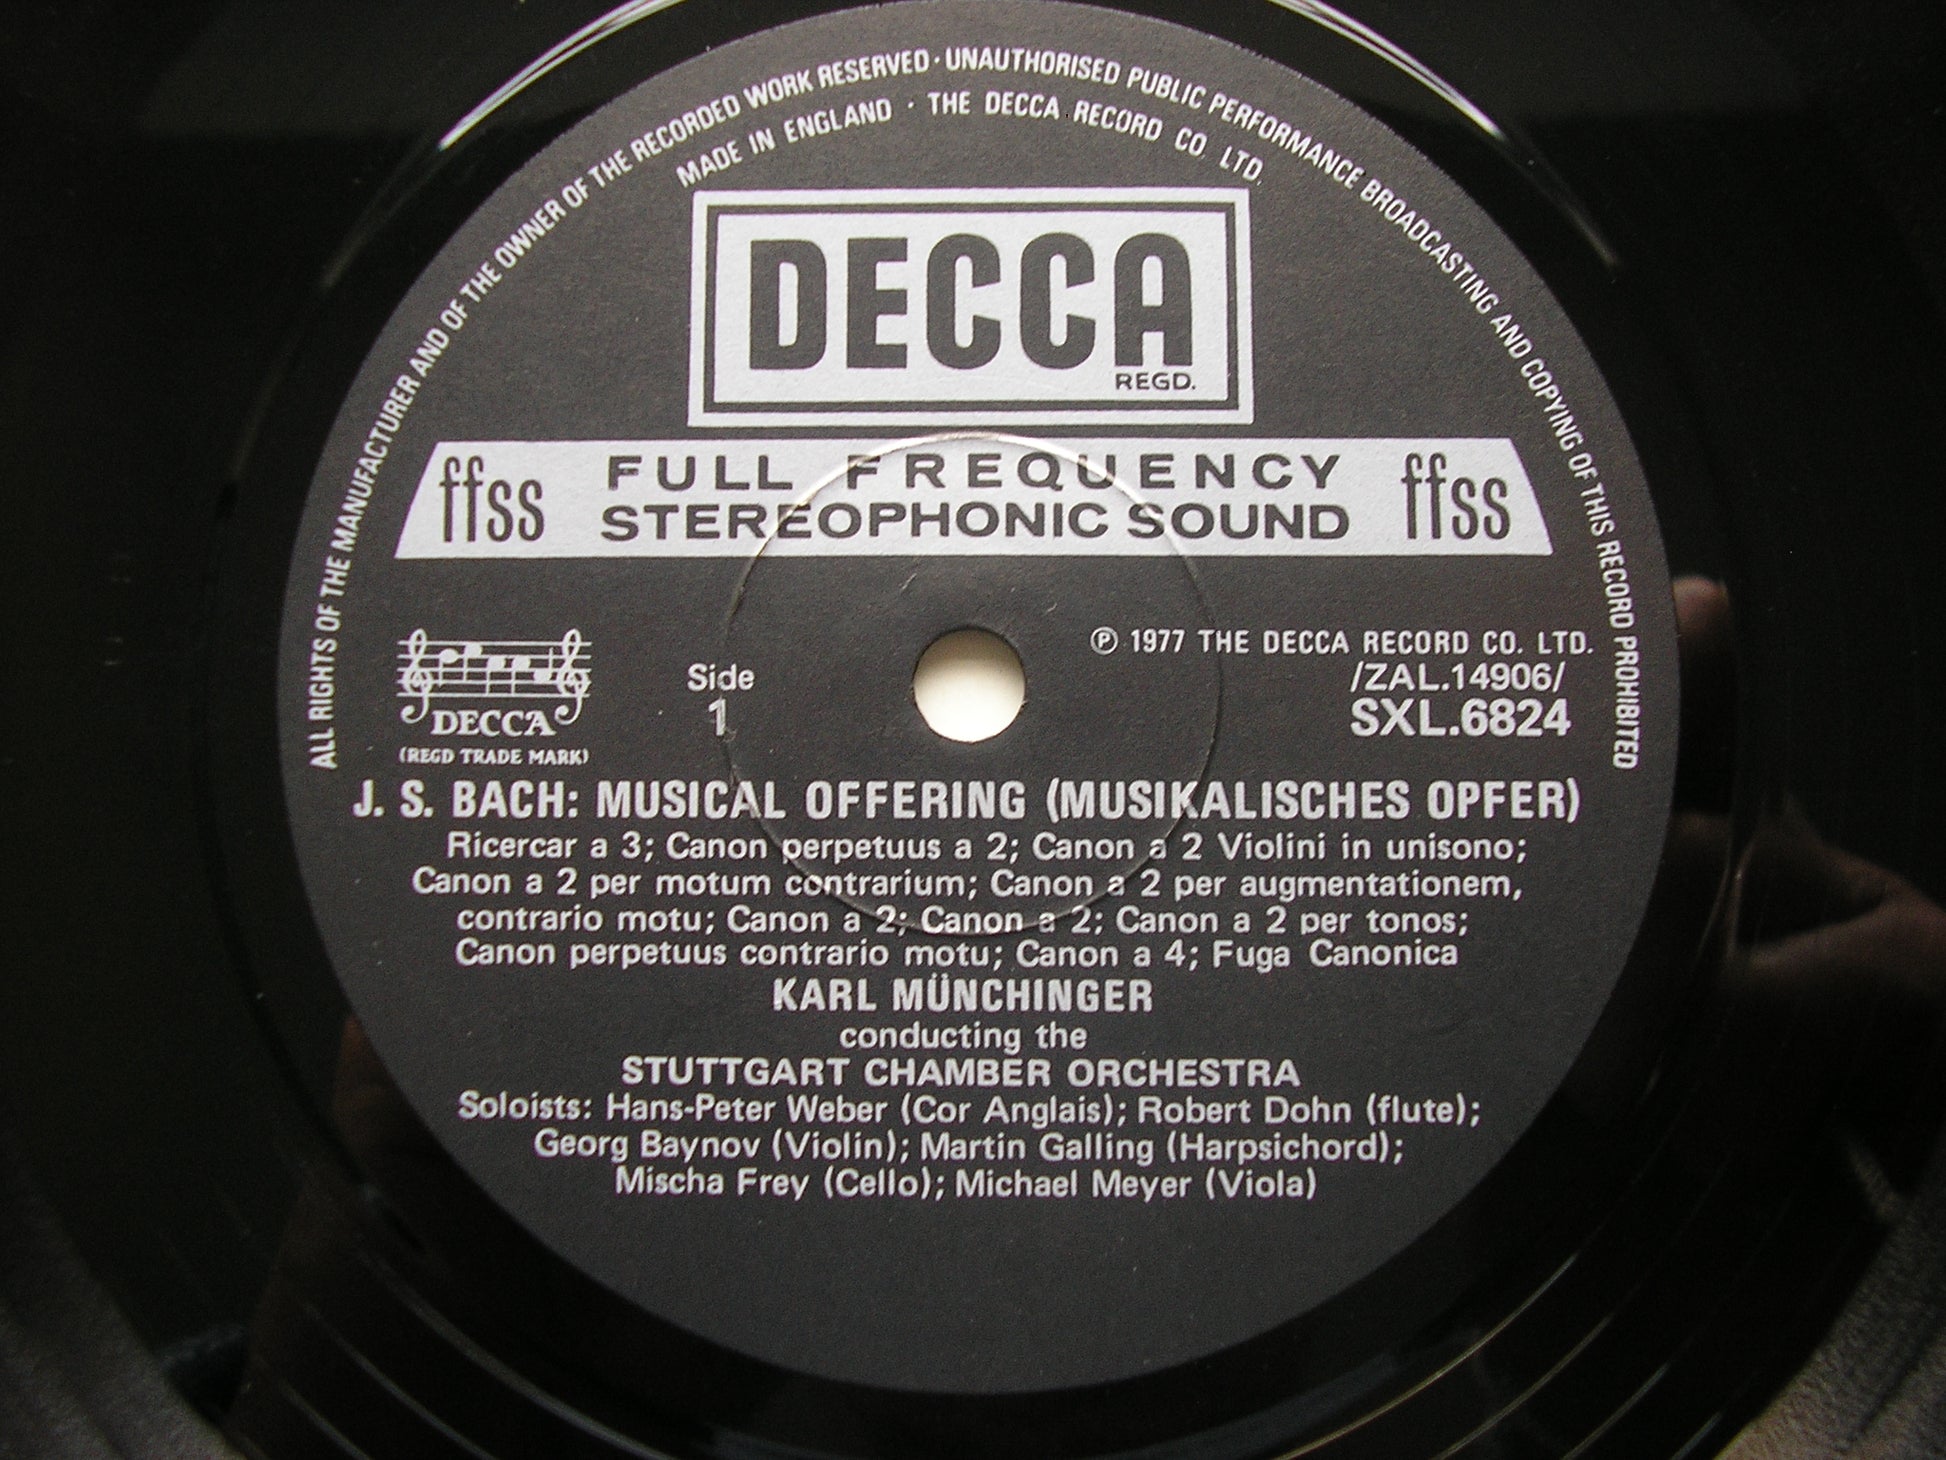 ALL RIGHTS OF THE MANUFACTURER AND OF THE OWNER OF THE RECORDED WORK RESERVED · UNAUTHORISED PUBLIC PERFORMANCE BROADCASTING AND COPYING OF THIS RECORD PROHIBITED
MADE IN ENGLAND · THE DECCA RECORD CO. LTD.
DECCA
REGD.
ffss FULL FREQUENCY STEREOPHONIC SOUND ffss
DECCA
(REGD TRADE MARK)
Side
1
℗ 1977 THE DECCA RECORD CO. LTD.
/ZAL.14906/
SXL.6824
J. S. BACH: MUSICAL OFFERING (MUSIKALISCHES OPFER)
Ricercar a 3; Canon perpetuus a 2; Canon a 2 Violini in unisono;
Canon a 2 per motum contrarium; Canon a 2 per augmentationem,
contrario motu; Canon a 2; Canon a 2; Canon a 2 per tonos;
Canon perpetuus contrario motu; Canon a 4; Fuga Canonica
KARL MÜNCHINGER
conducting the
STUTTGART CHAMBER ORCHESTRA
Soloists: Hans-Peter Weber (Cor Anglais); Robert Dohn (flute);
Georg Baynov (Violin); Martin Galling (Harpsichord);
Mischa Frey (Cello); Michael Meyer (Viola)